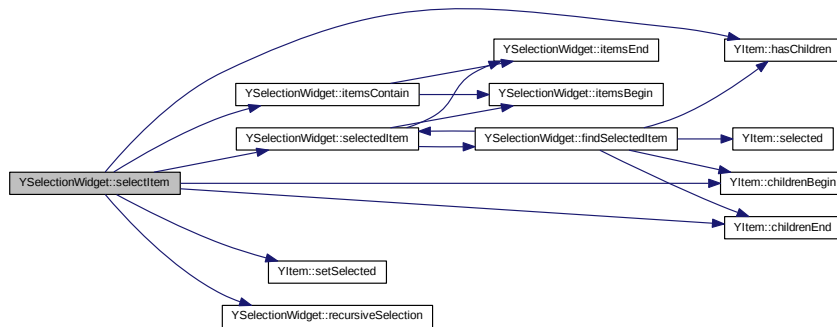 YSelectionWidget::itemsEnd
YItem::hasChildren
YSelectionWidget::itemsContain
YSelectionWidget::itemsBegin
YSelectionWidget::selectedItem
YSelectionWidget::findSelectedItem
YItem::selected
YSelectionWidget::selectItem
YItem::childrenBegin
YItem::childrenEnd
YItem::setSelected
YSelectionWidget::recursiveSelection